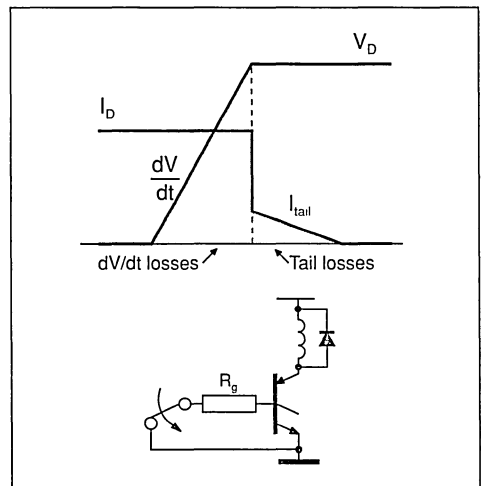 V_D
I_D
dV
dt
I_tail
dV/dt losses
Tail losses
R_g